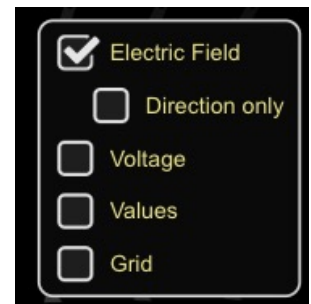 Electric Field
Direction only
Voltage
Values
Grid